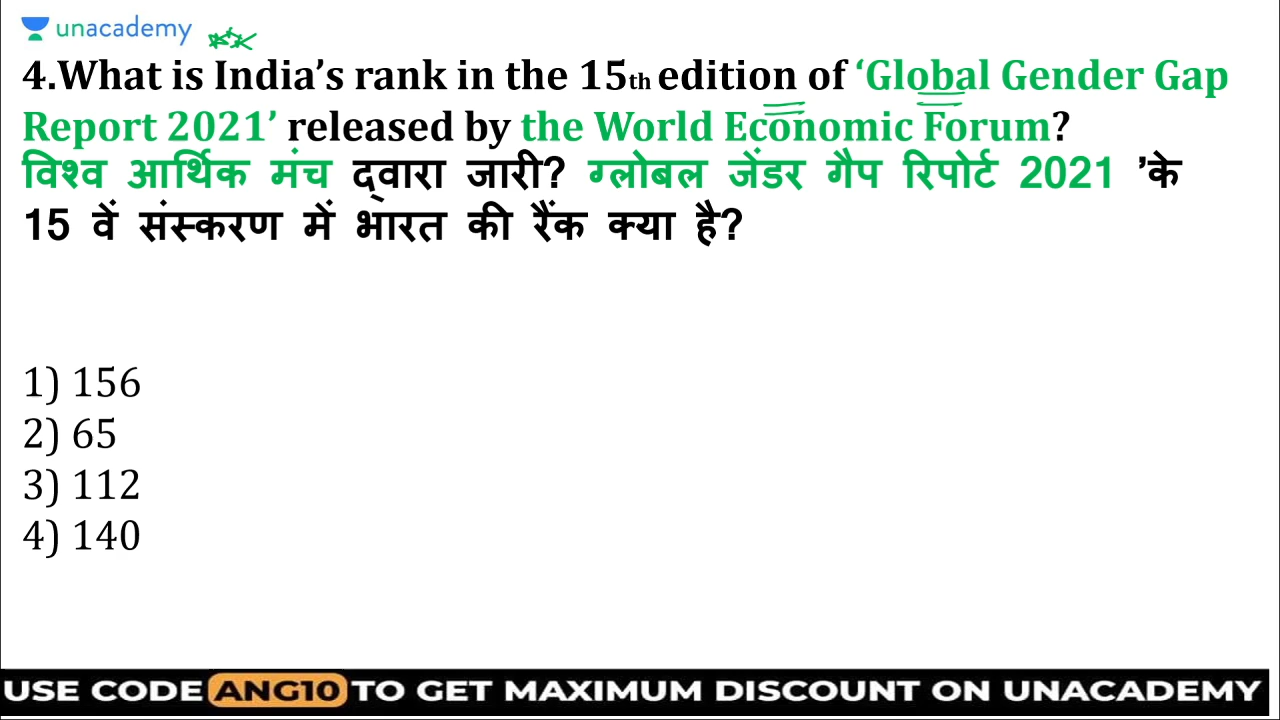 unacademy
4.What is India’s rank in the 15th edition of ‘Global Gender Gap
Report 2021’ released by the World Economic Forum?
विश्व आर्थिक मंच द्वारा जारी? ग्लोबल जेंडर गैप रिपोर्ट 2021 ’के
15 वें संस्करण में भारत की रैंक क्या है?
1) 156
2) 65
3) 112
4) 140
USE CODE ANG10 TO GET MAXIMUM DISCOUNT ON UNACADEMY